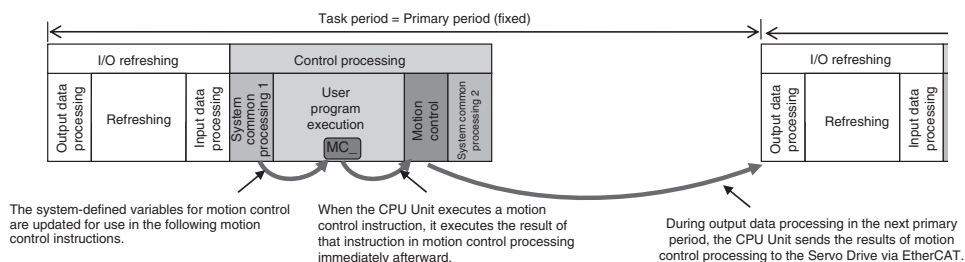 Task period = Primary period (fixed)
I/O refreshing
Control processing
I/O refreshing
Output data
processing
Refreshing
Input data
processing
System
common
processing 1
User
program
execution
MC_
Motion
control
System common
processing 2
Output data
processing
Refreshing
Input data
processing
The system-defined variables for motion control
are updated for use in the following motion
control instructions.
When the CPU Unit executes a motion
control instruction, it executes the result of
that instruction in motion control processing
immediately afterward.
During output data processing in the next primary
period, the CPU Unit sends the results of motion
control processing to the Servo Drive via EtherCAT.